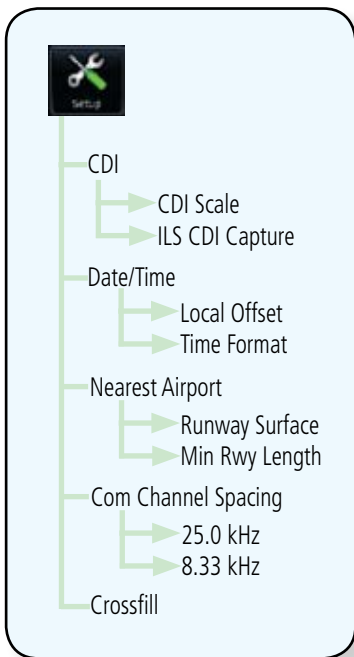 Setup
CDI
CDI Scale
ILS CDI Capture
Date/Time
Local Offset
Time Format
Nearest Airport
Runway Surface
Min Rwy Length
Com Channel Spacing
25.0 kHz
8.33 kHz
Crossfill